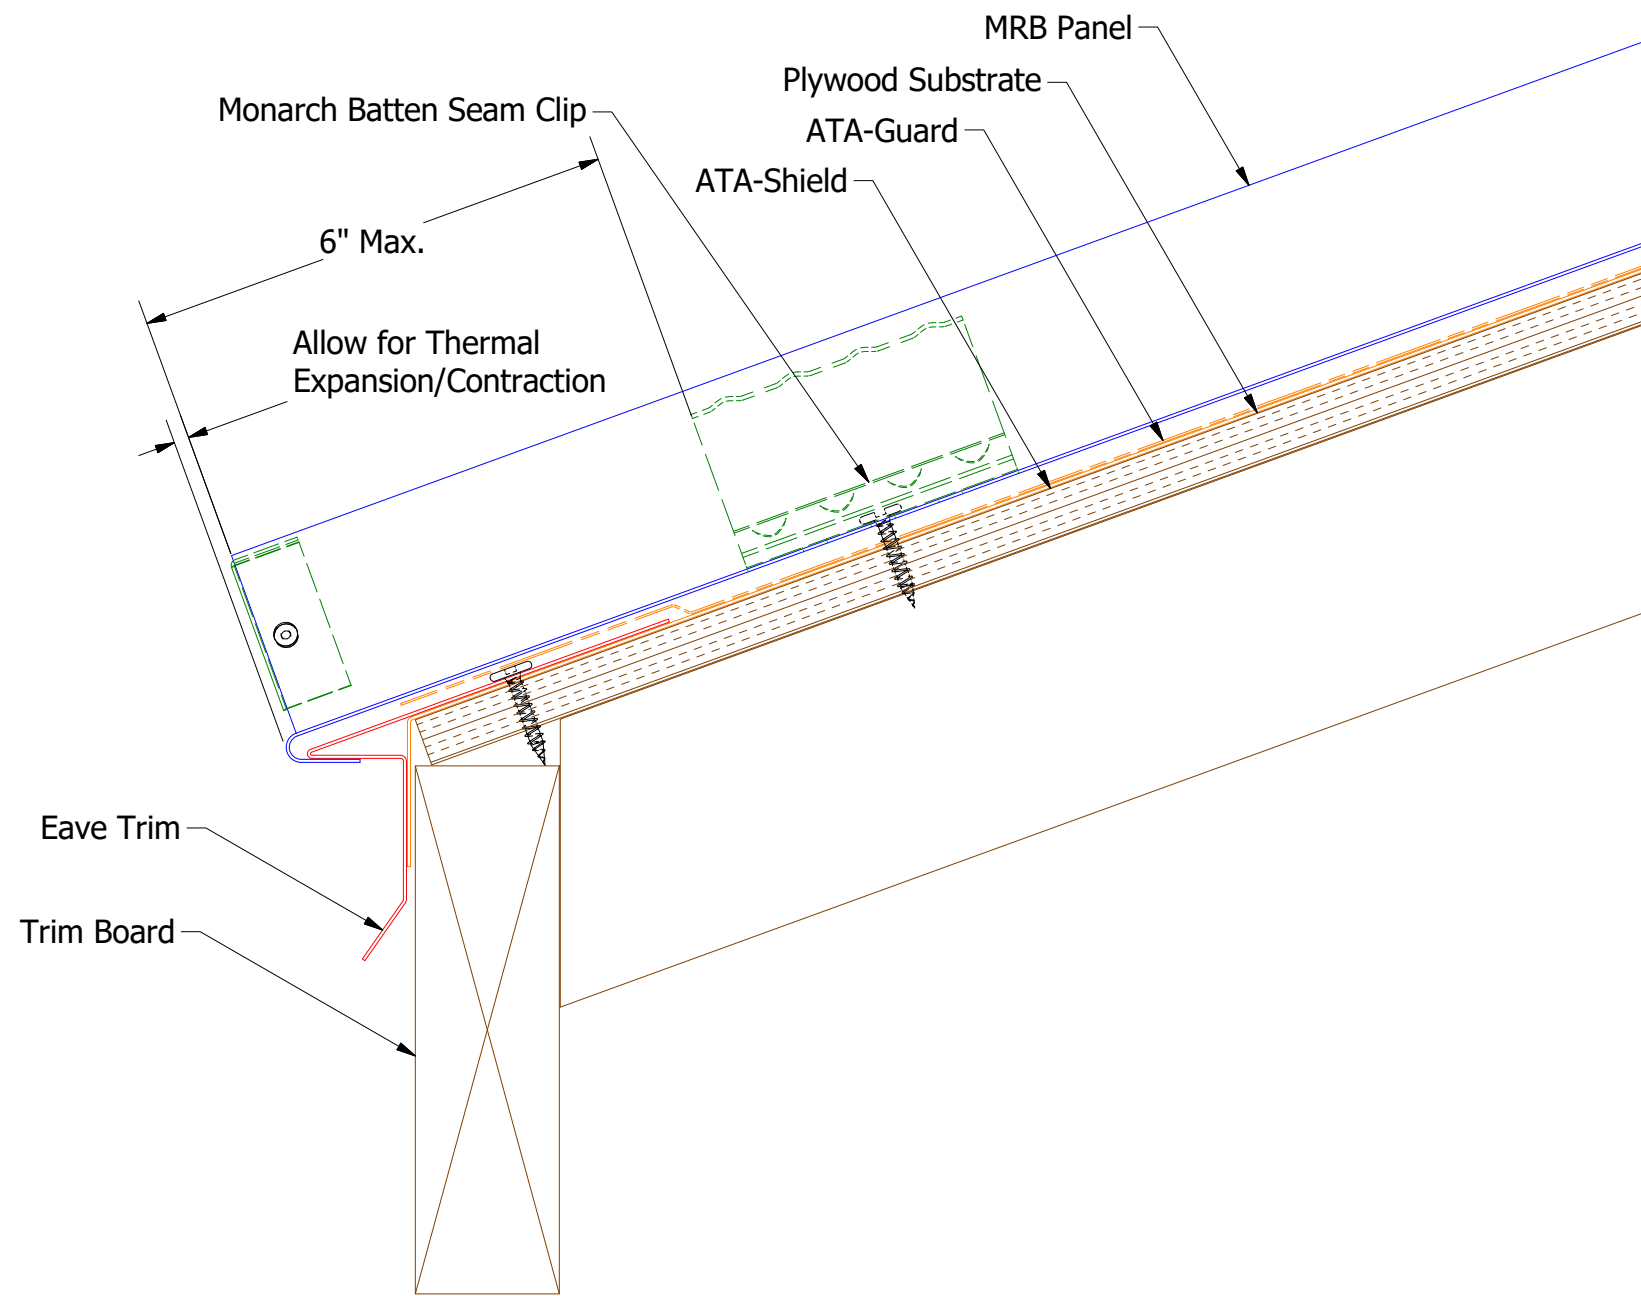 MRB Panel
Plywood Substrate
Monarch Batten Seam Clip
ATA-Guard
ATA-Shield
6" Max.
Allow for Thermal
Expansion/Contraction
Eave Trim
Trim Board